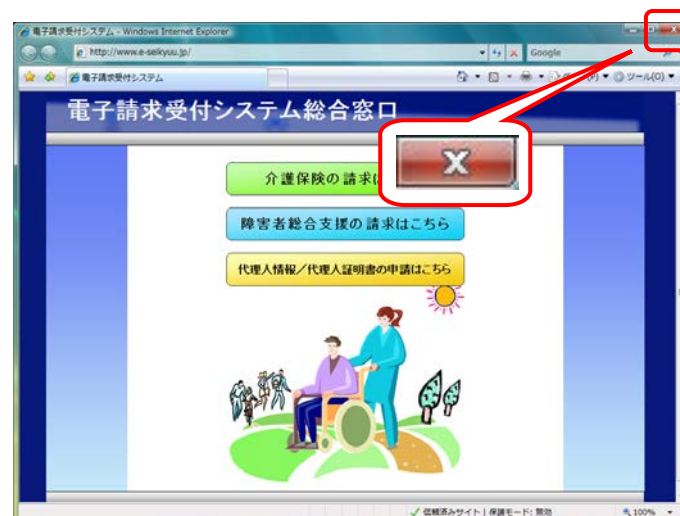 電子請求受付システム - Windows Internet Explorer
http://www.e-seikyuu.jp/
Google
電子請求受付システム
ツール(O)
電子請求受付システム総合窓口
介護保険の請求は
X
障害者総合支援の請求はこちら
代理人情報／代理人証明書の申請はこちら
信頼済みサイト | 保護モード: 無効
100%